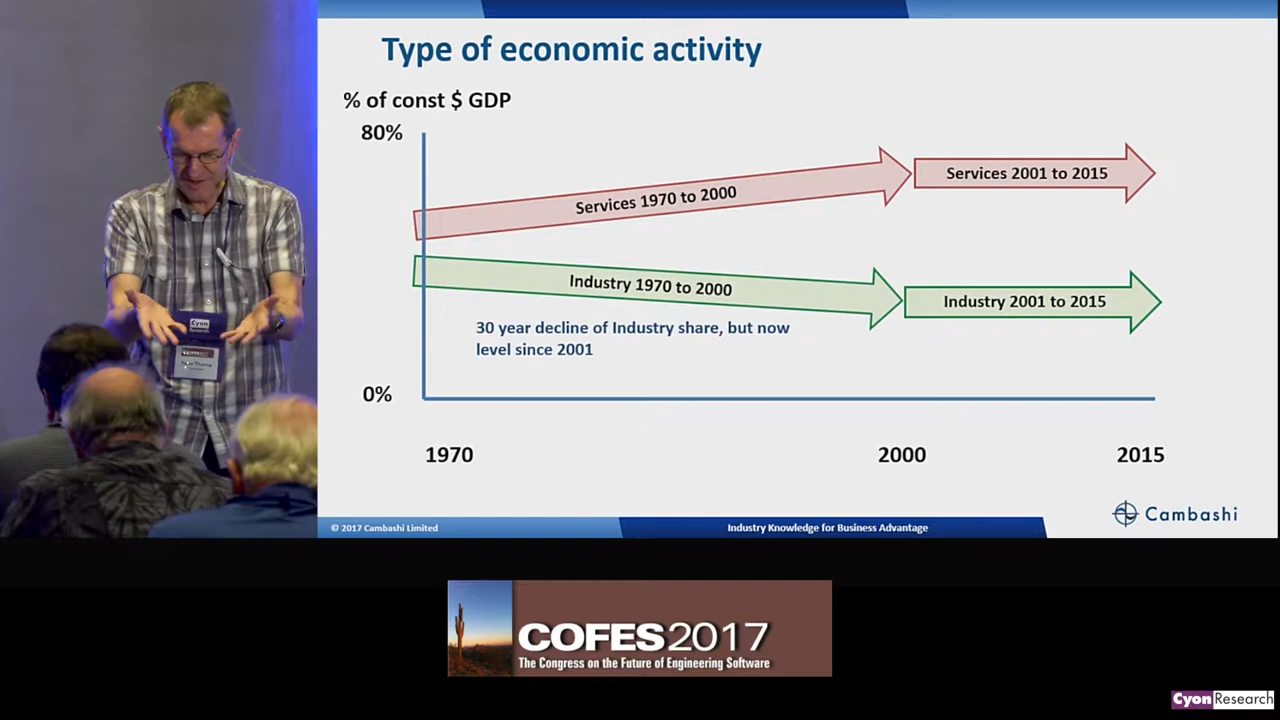 Type of economic activity
% of const $ GDP
80%
Services 1970 to 2000
Services 2001 to 2015
Industry 1970 to 2000
Industry 2001 to 2015
30 year decline of Industry share, but now
level since 2001
0%
1970
2000
2015
Cambashi
© 2017 Cambashi Limited
Industry Knowledge for Business Advantage
Cyon
Research
COFES2017
The Congress on the Future of Engineering Software
CyonResearch